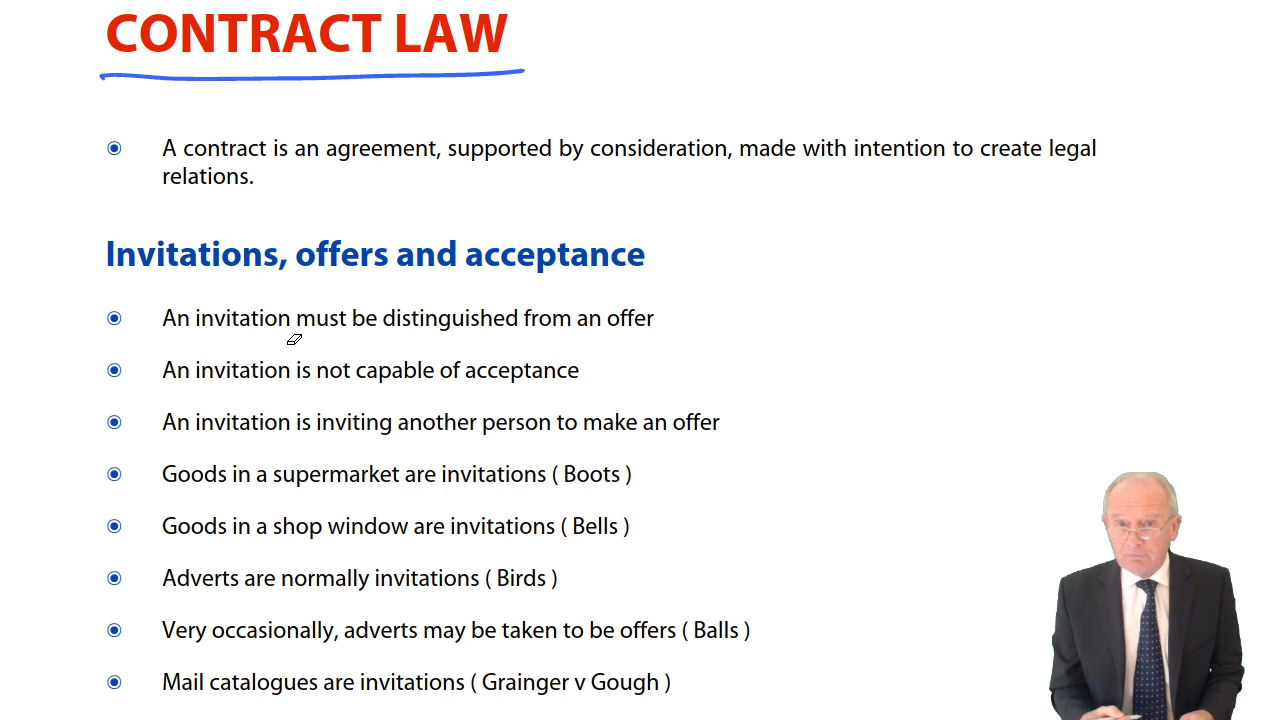 CONTRACT LAW
A contract is an agreement, supported by consideration, made with intention to create legal
relations.
Invitations, offers and acceptance
An invitation must be distinguished from an offer
An invitation is not capable of acceptance
An invitation is inviting another person to make an offer
Goods in a supermarket are invitations ( Boots )
Goods in a shop window are invitations ( Bells )
Adverts are normally invitations ( Birds )
Very occasionally, adverts may be taken to be offers ( Balls )
Mail catalogues are invitations ( Grainger v Gough )